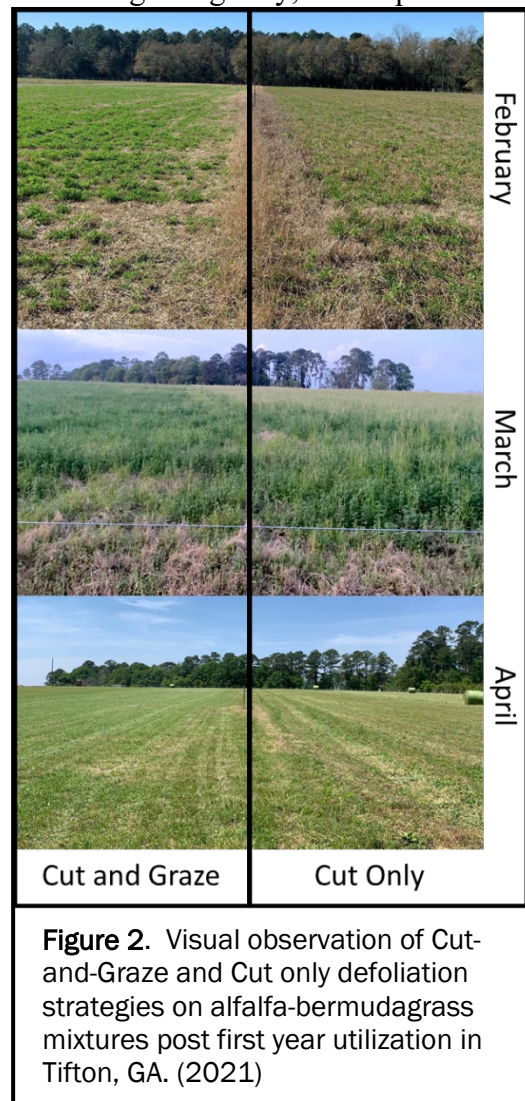 February
March
April
Cut and Graze
Cut Only
Figure 2. Visual observation of Cut-
and-Graze and Cut only defoliation
strategies on alfalfa-bermudagrass
mixtures post first year utilization in
Tifton, GA. (2021)